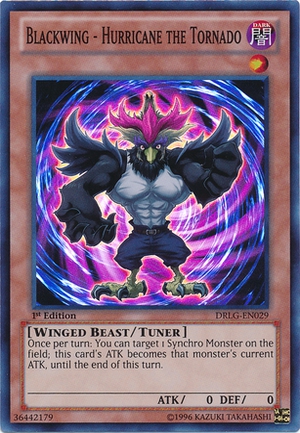 BLACKWING - HURRICANE THE TORNADO
DARK
闇
1st Edition
DRLG-EN029
[WINGED BEAST/TUNER]
Once per turn: You can target 1 Synchro Monster on
the field; this card's ATK becomes that monster's current
ATK, until the end of this turn.
ATK/ 0 DEF/ 0
36442179
©1996 KAZUKI TAKAHASHI